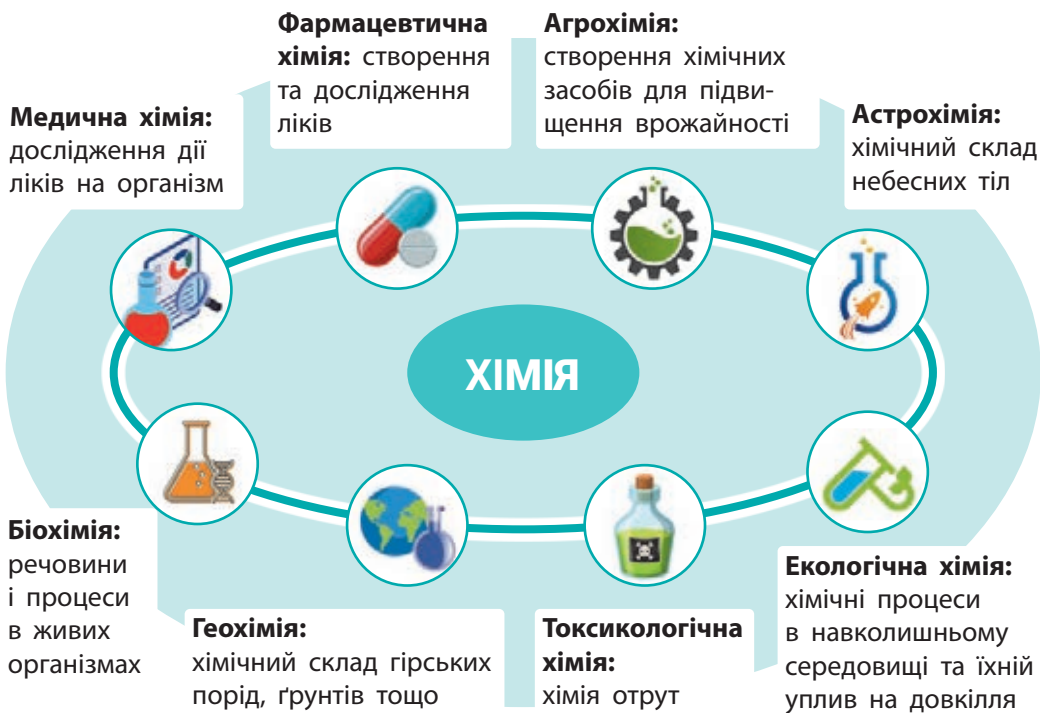 Фармацевтична
хімія: створення
та дослідження
ліків
Агрохімія:
створення хімічних
засобів для підви-
щення врожайності
Медична хімія:
дослідження дії
ліків на організм
Астрохімія:
хімічний склад
небесних тіл
ХІМІЯ
Біохімія:
речовини
і процеси
в живих
організмах
Геохімія:
хімічний склад гірських
порід, ґрунтів тощо
Токсикологічна
хімія:
хімія отрут
Екологічна хімія:
хімічні процеси
в навколишньому
середовищі та їхній
уплив на довкілля